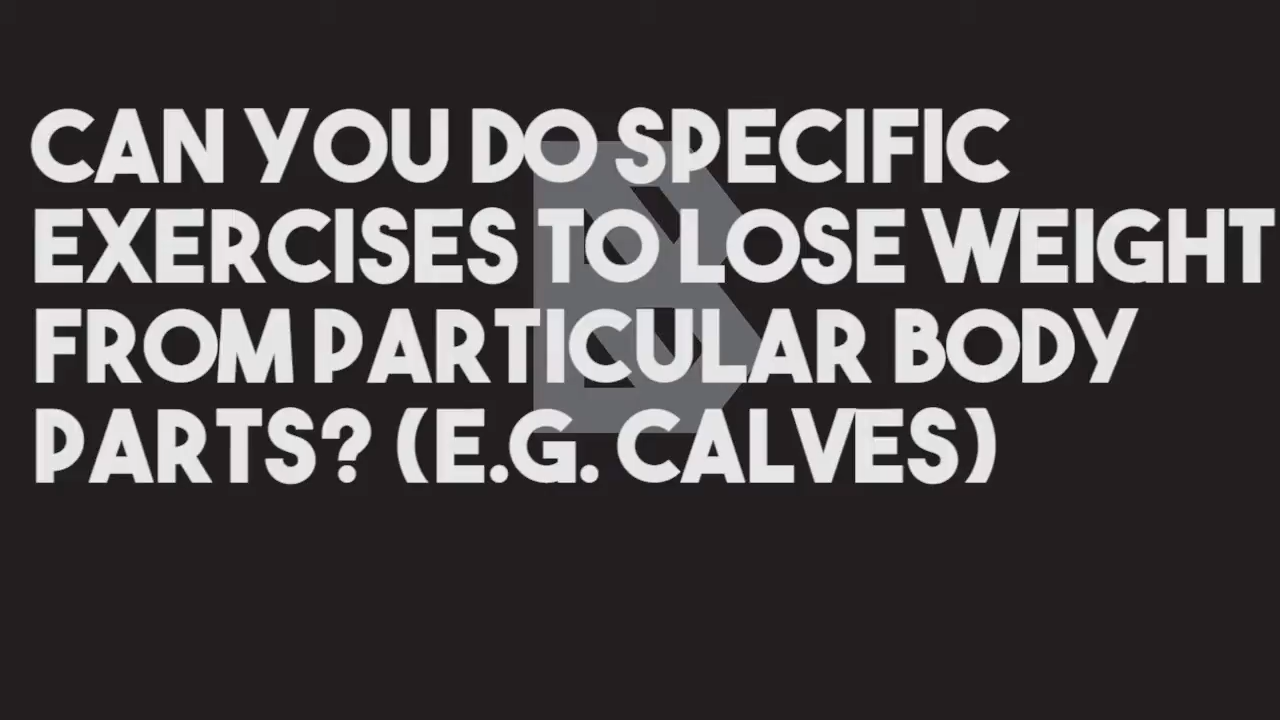 CAN YOU DO SPECIFIC
EXERCISES TO LOSE WEIGHT
FROM PARTICULAR BODY
PARTS? (E.G. CALVES)